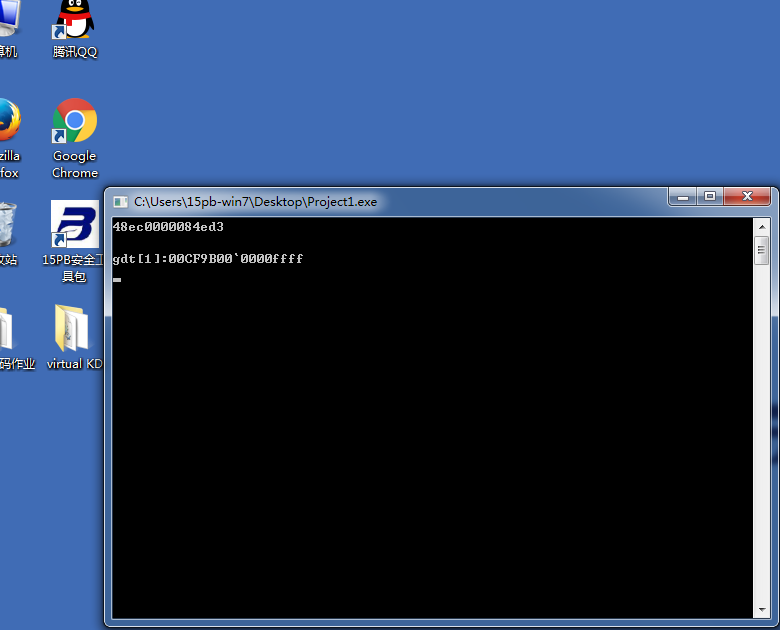 算机
腾讯QQ
zilla
fox
Google
Chrome
收站
15PB安全工
具包
码作业
virtual KD
C:\Users\15pb-win7\Desktop\Project1.exe
48ec0000084ed3
gdt[1]:00CF9B00`0000ffff